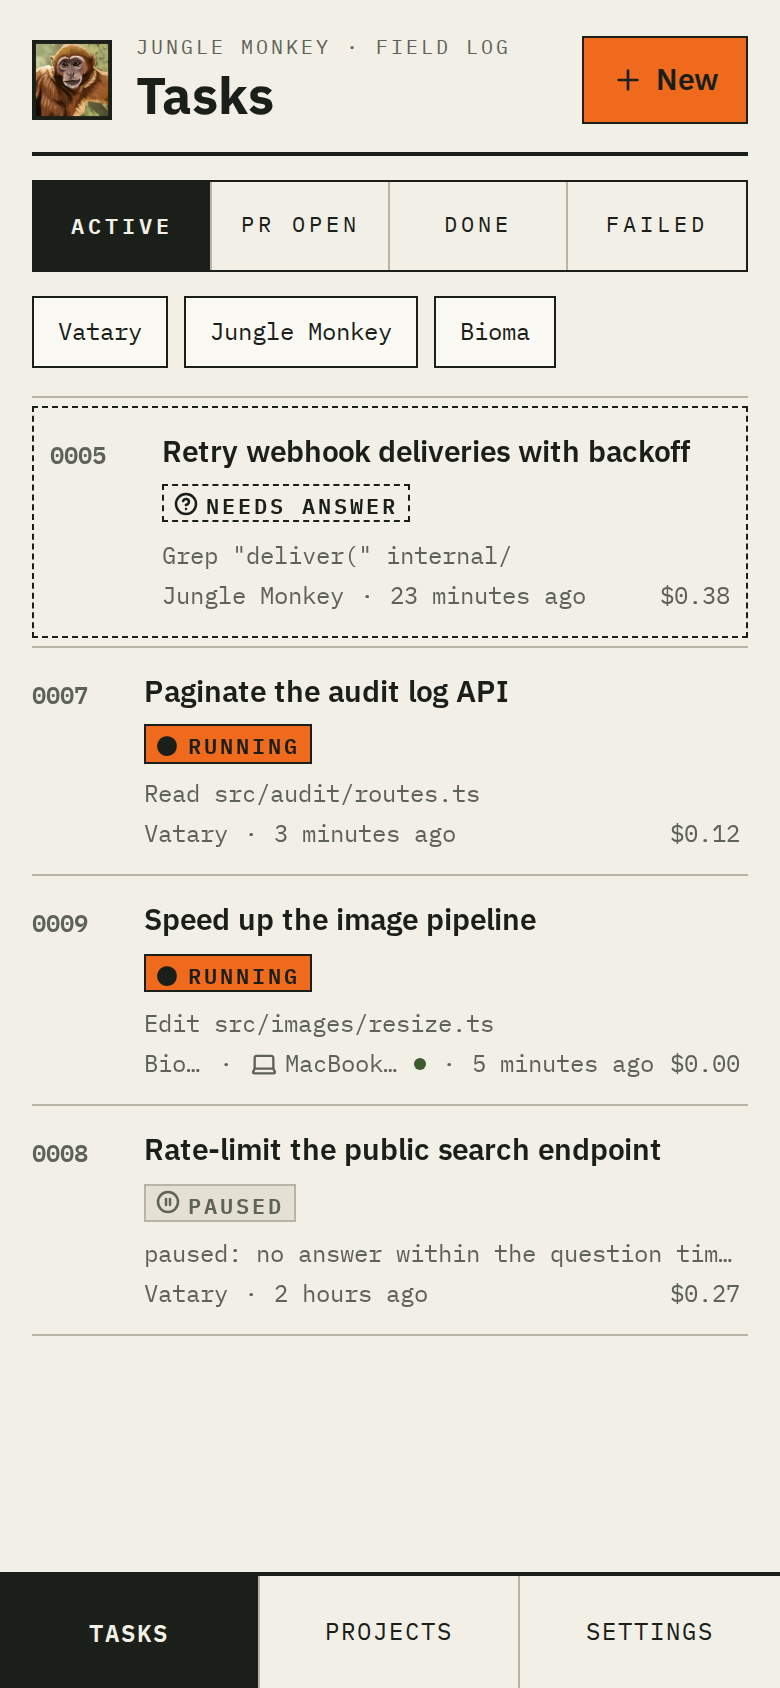 JUNGLE MONKEY · FIELD LOG
Tasks
+ New
ACTIVE PR OPEN DONE FAILED
Vatary Jungle Monkey Bioma
0005 Retry webhook deliveries with backoff
NEEDS ANSWER
Grep "deliver(" internal/
Jungle Monkey · 23 minutes ago $0.38
0007 Paginate the audit log API
RUNNING
Read src/audit/routes.ts
Vatary · 3 minutes ago $0.12
0009 Speed up the image pipeline
RUNNING
Edit src/images/resize.ts
Bio… · MacBook… · 5 minutes ago $0.00
0008 Rate-limit the public search endpoint
PAUSED
paused: no answer within the question tim…
Vatary · 2 hours ago $0.27
TASKS PROJECTS SETTINGS